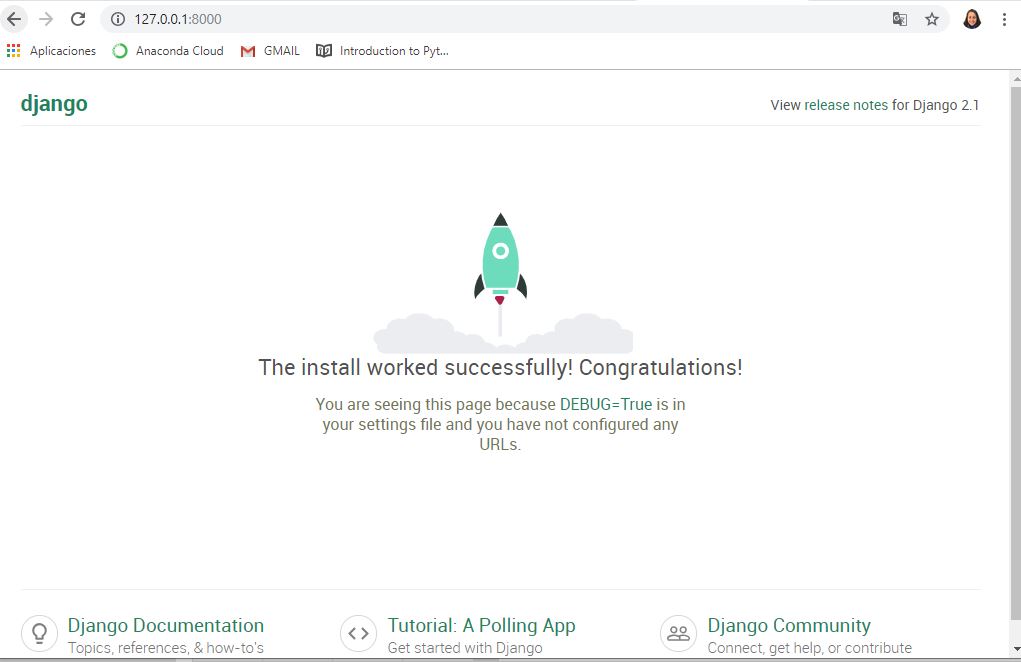 127.0.0.1:8000
Aplicaciones Anaconda Cloud GMAIL Introduction to Pyt...
django
View release notes for Django 2.1
The install worked successfully! Congratulations!
You are seeing this page because DEBUG=True is in
your settings file and you have not configured any
URLs.
Django Documentation
Topics, references, & how-to's
Tutorial: A Polling App
Get started with Django
Django Community
Connect, get help, or contribute